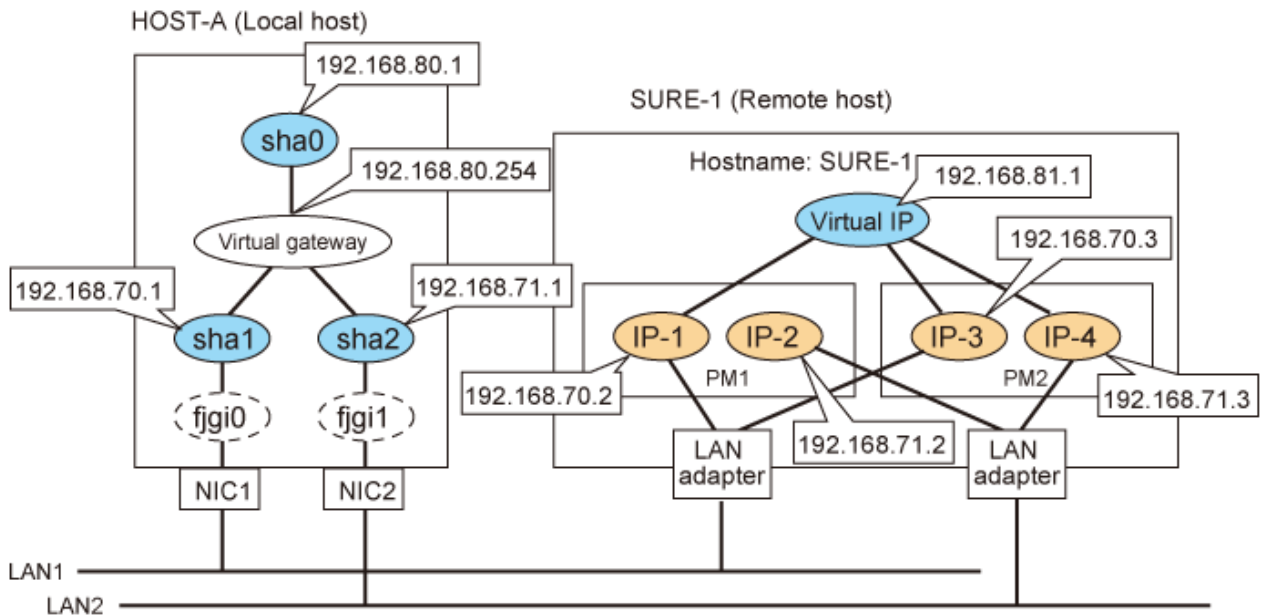 HOST-A (Local host)
192.168.80.1
sha0
192.168.80.254
Virtual gateway
192.168.70.1
192.168.71.1
sha1
sha2
fjgi0
fjgi1
NIC1
NIC2
SURE-1 (Remote host)
Hostname: SURE-1
192.168.81.1
Virtual IP
192.168.70.3
IP-1
IP-2
IP-3
IP-4
PM1
PM2
192.168.70.2
192.168.71.3
192.168.71.2
LAN
adapter
LAN
adapter
LAN1
LAN2